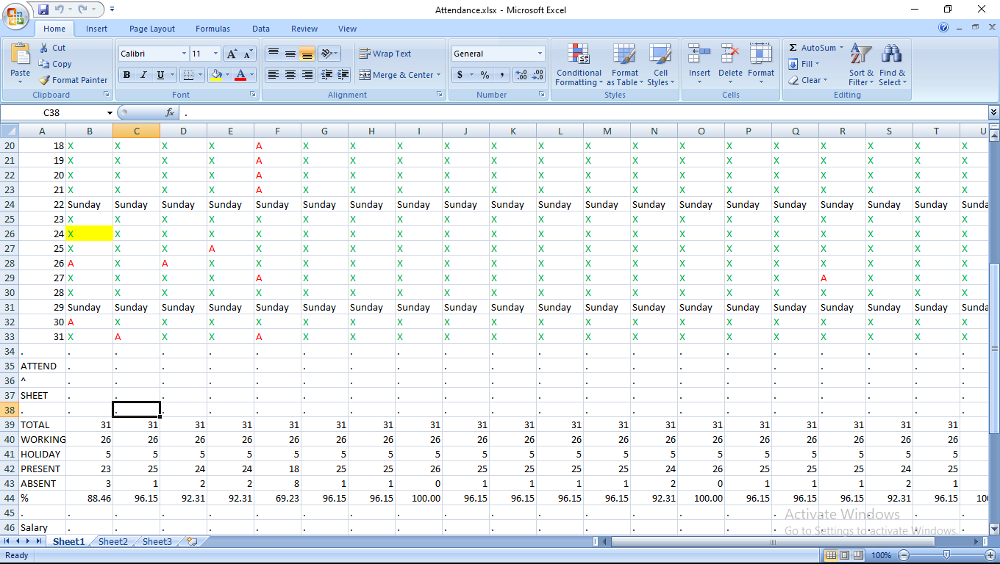 Attendance.xlsx - Microsoft Excel
Home Insert Page Layout Formulas Data Review View
Paste Cut Copy Format Painter Clipboard
Calibri 11 B I U Font
Wrap Text Merge & Center Alignment
General $ % , Number
Conditional Formatting Format as Table Cell Styles Styles
Insert Delete Format Cells
Σ AutoSum Fill Clear Sort & Filter Find & Select Editing
C38 fx .
A B C D E F G H I J K L M N O P Q R S T U
20 18 X X X X A X X X X X X X X X X X X X X X
21 19 X X X X A X X X X X X X X X X X X X X X
22 20 X X X X A X X X X X X X X X X X X X X X
23 21 X X X X A X X X X X X X X X X X X X X X
24 22 Sunday Sunday Sunday Sunday Sunday Sunday Sunday Sunday Sunday Sunday Sunday Sunday Sunday Sunday Sunday Sunday Sunday Sunday Sunday Sunda
25 23 X X X X X X X X X X X X X X X X X X X X X
26 24 X X X X X X X X X X X X X X X X X X X X
27 25 X X X A X X X X X X X X X X X X X X X X
28 26 A X A X X X X X X X X X X X X X X X X X
29 27 X X X X A X X X X X X X X X X X A X X X
30 28 X X X X X X X X X X X X X X X X X X X X
31 29 Sunday Sunday Sunday Sunday Sunday Sunday Sunday Sunday Sunday Sunday Sunday Sunday Sunday Sunday Sunday Sunday Sunday Sunday Sunday Sunda
32 30 A X X X X X X X X X X X X X X X X X X X X
33 31 X A X X A X X X X X X X X X X X X X X X
34 . . . . . . . . . . . . . . . . . . . . .
35 ATTEND . . . . . . . . . . . . . . . . . . . .
36 ^ . . . . . . . . . . . . . . . . . . . .
37 SHEET . . . . . . . . . . . . . . . . . . . .
38 . . . . . . . . . . . . . . . . . . . . .
39 TOTAL 31 31 31 31 31 31 31 31 31 31 31 31 31 31 31 31 31 31 31
40 WORKING 26 26 26 26 26 26 26 26 26 26 26 26 26 26 26 26 26 26 26
41 HOLIDAY 5 5 5 5 5 5 5 5 5 5 5 5 5 5 5 5 5 5 5
42 PRESENT 23 25 24 24 18 25 25 26 25 25 25 25 24 26 25 25 25 24 25
43 ABSENT 3 1 2 2 8 1 1 0 1 1 1 1 2 0 1 1 1 2 1
44 % 88.46 96.15 92.31 92.31 69.23 96.15 96.15 100.00 96.15 96.15 96.15 96.15 92.31 100.00 96.15 96.15 96.15 92.31 96.15 100
45 . . . . . . . . . . . . . . . . . . . . .
46 Salary . . . . . . . . . . . . . . . . . . . .
Activate Windows
Go to Settings to activate Windows.
Sheet1 Sheet2 Sheet3
Ready 100%